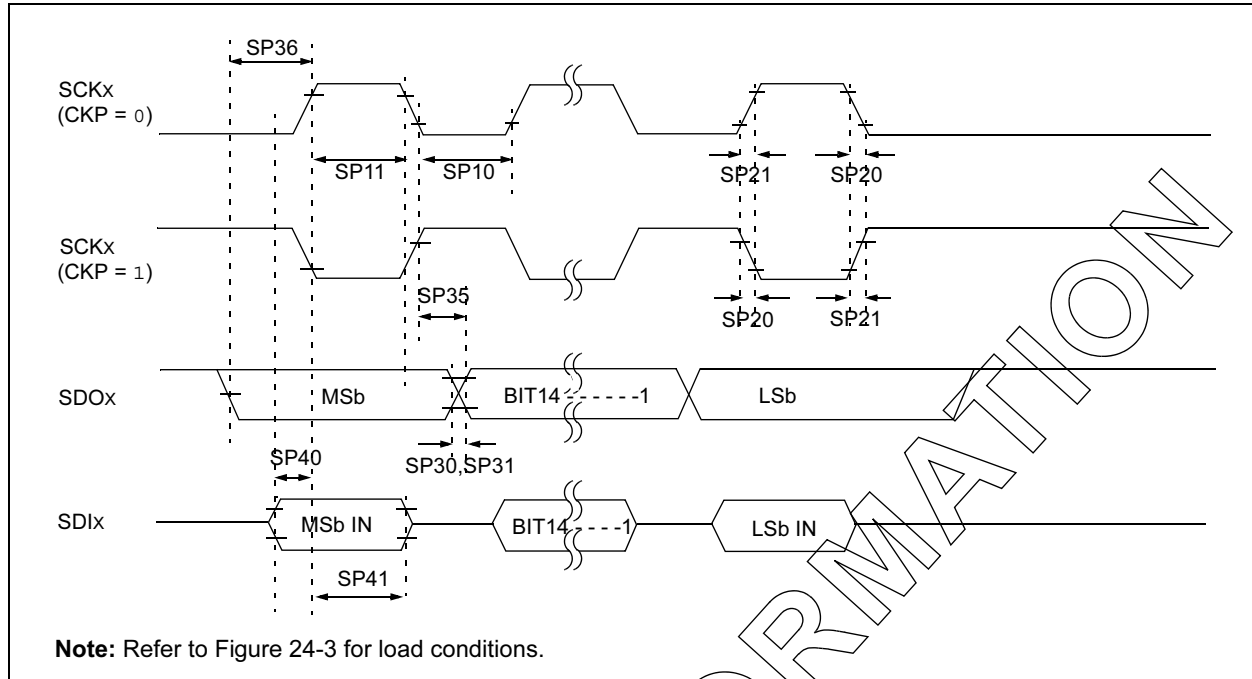 SP36
SCKx
(CKP = 0)
SP11
SP10
SP21
SP20
SCKx
(CKP = 1)
SP35
SP20
SP21
SDOx
MSb
BIT14 - - - - - -1
LSb
SP40
SP30,SP31
SDIx
MSb IN
BIT14 - - - -1
LSb IN
SP41
Note: Refer to Figure 24-3 for load conditions.
ORMATION